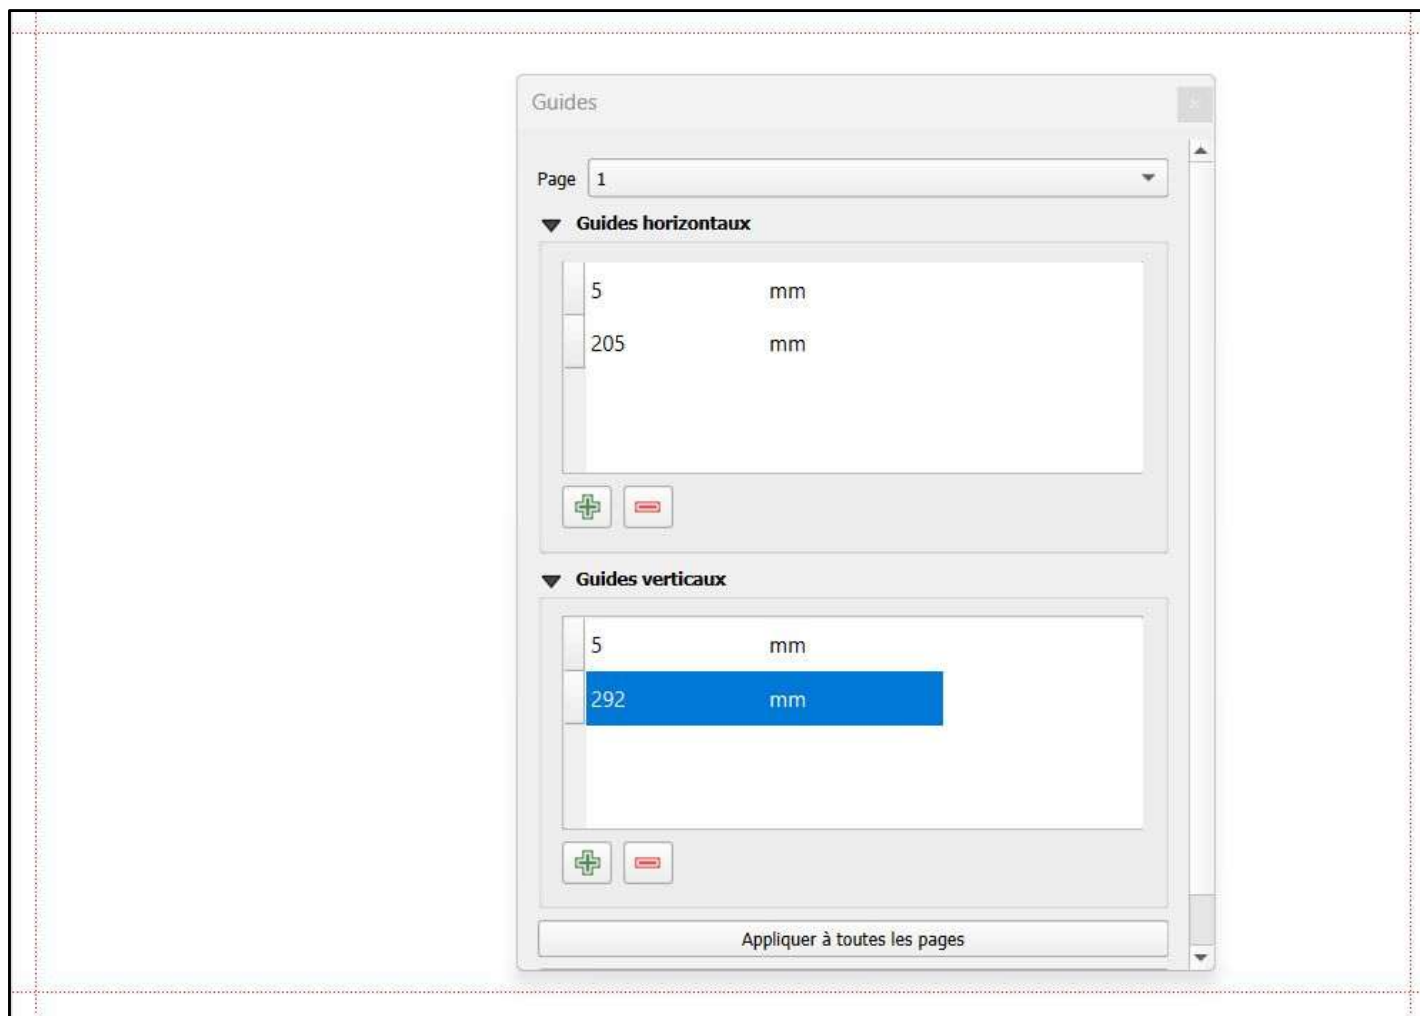 Guides
Page 1
Guides horizontaux
5 mm
205 mm
Guides verticaux
5 mm
292 mm
Appliquer à toutes les pages